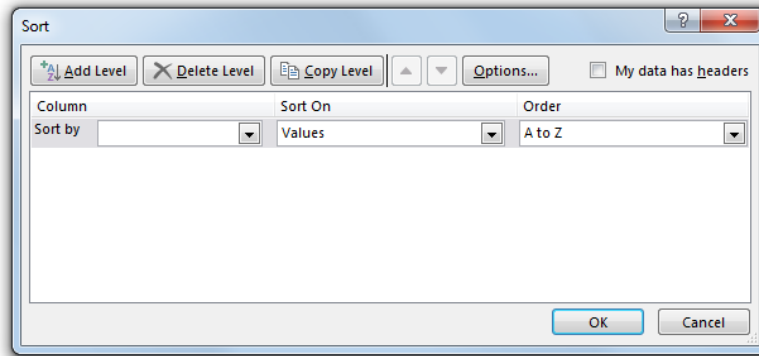 Sort
Add Level Delete Level Copy Level Options... My data has headers
Column Sort On Order
Sort by Values A to Z
OK Cancel